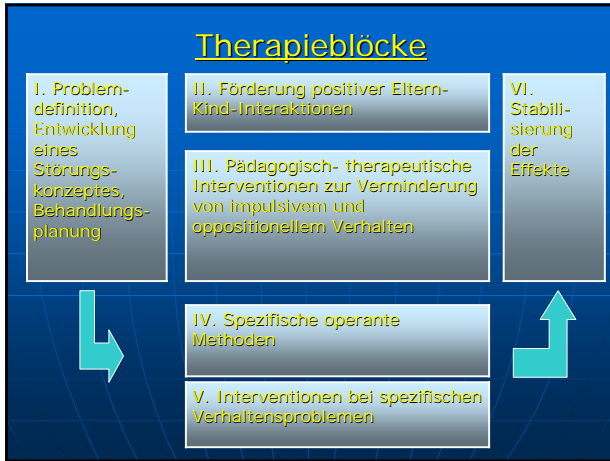 Therapieblöcke
I. Problem-
definition,
Entwicklung
eines
Störungs-
konzeptes,
Behandlungs-
planung
II. Förderung positiver Eltern-
Kind-Interaktionen
III. Pädagogisch- therapeutische
Interventionen zur Verminderung
von impulsivem und
oppositionellem Verhalten
IV. Spezifische operante
Methoden
V. Interventionen bei spezifischen
Verhaltensproblemen
VI.
Stabili-
sierung
der
Effekte